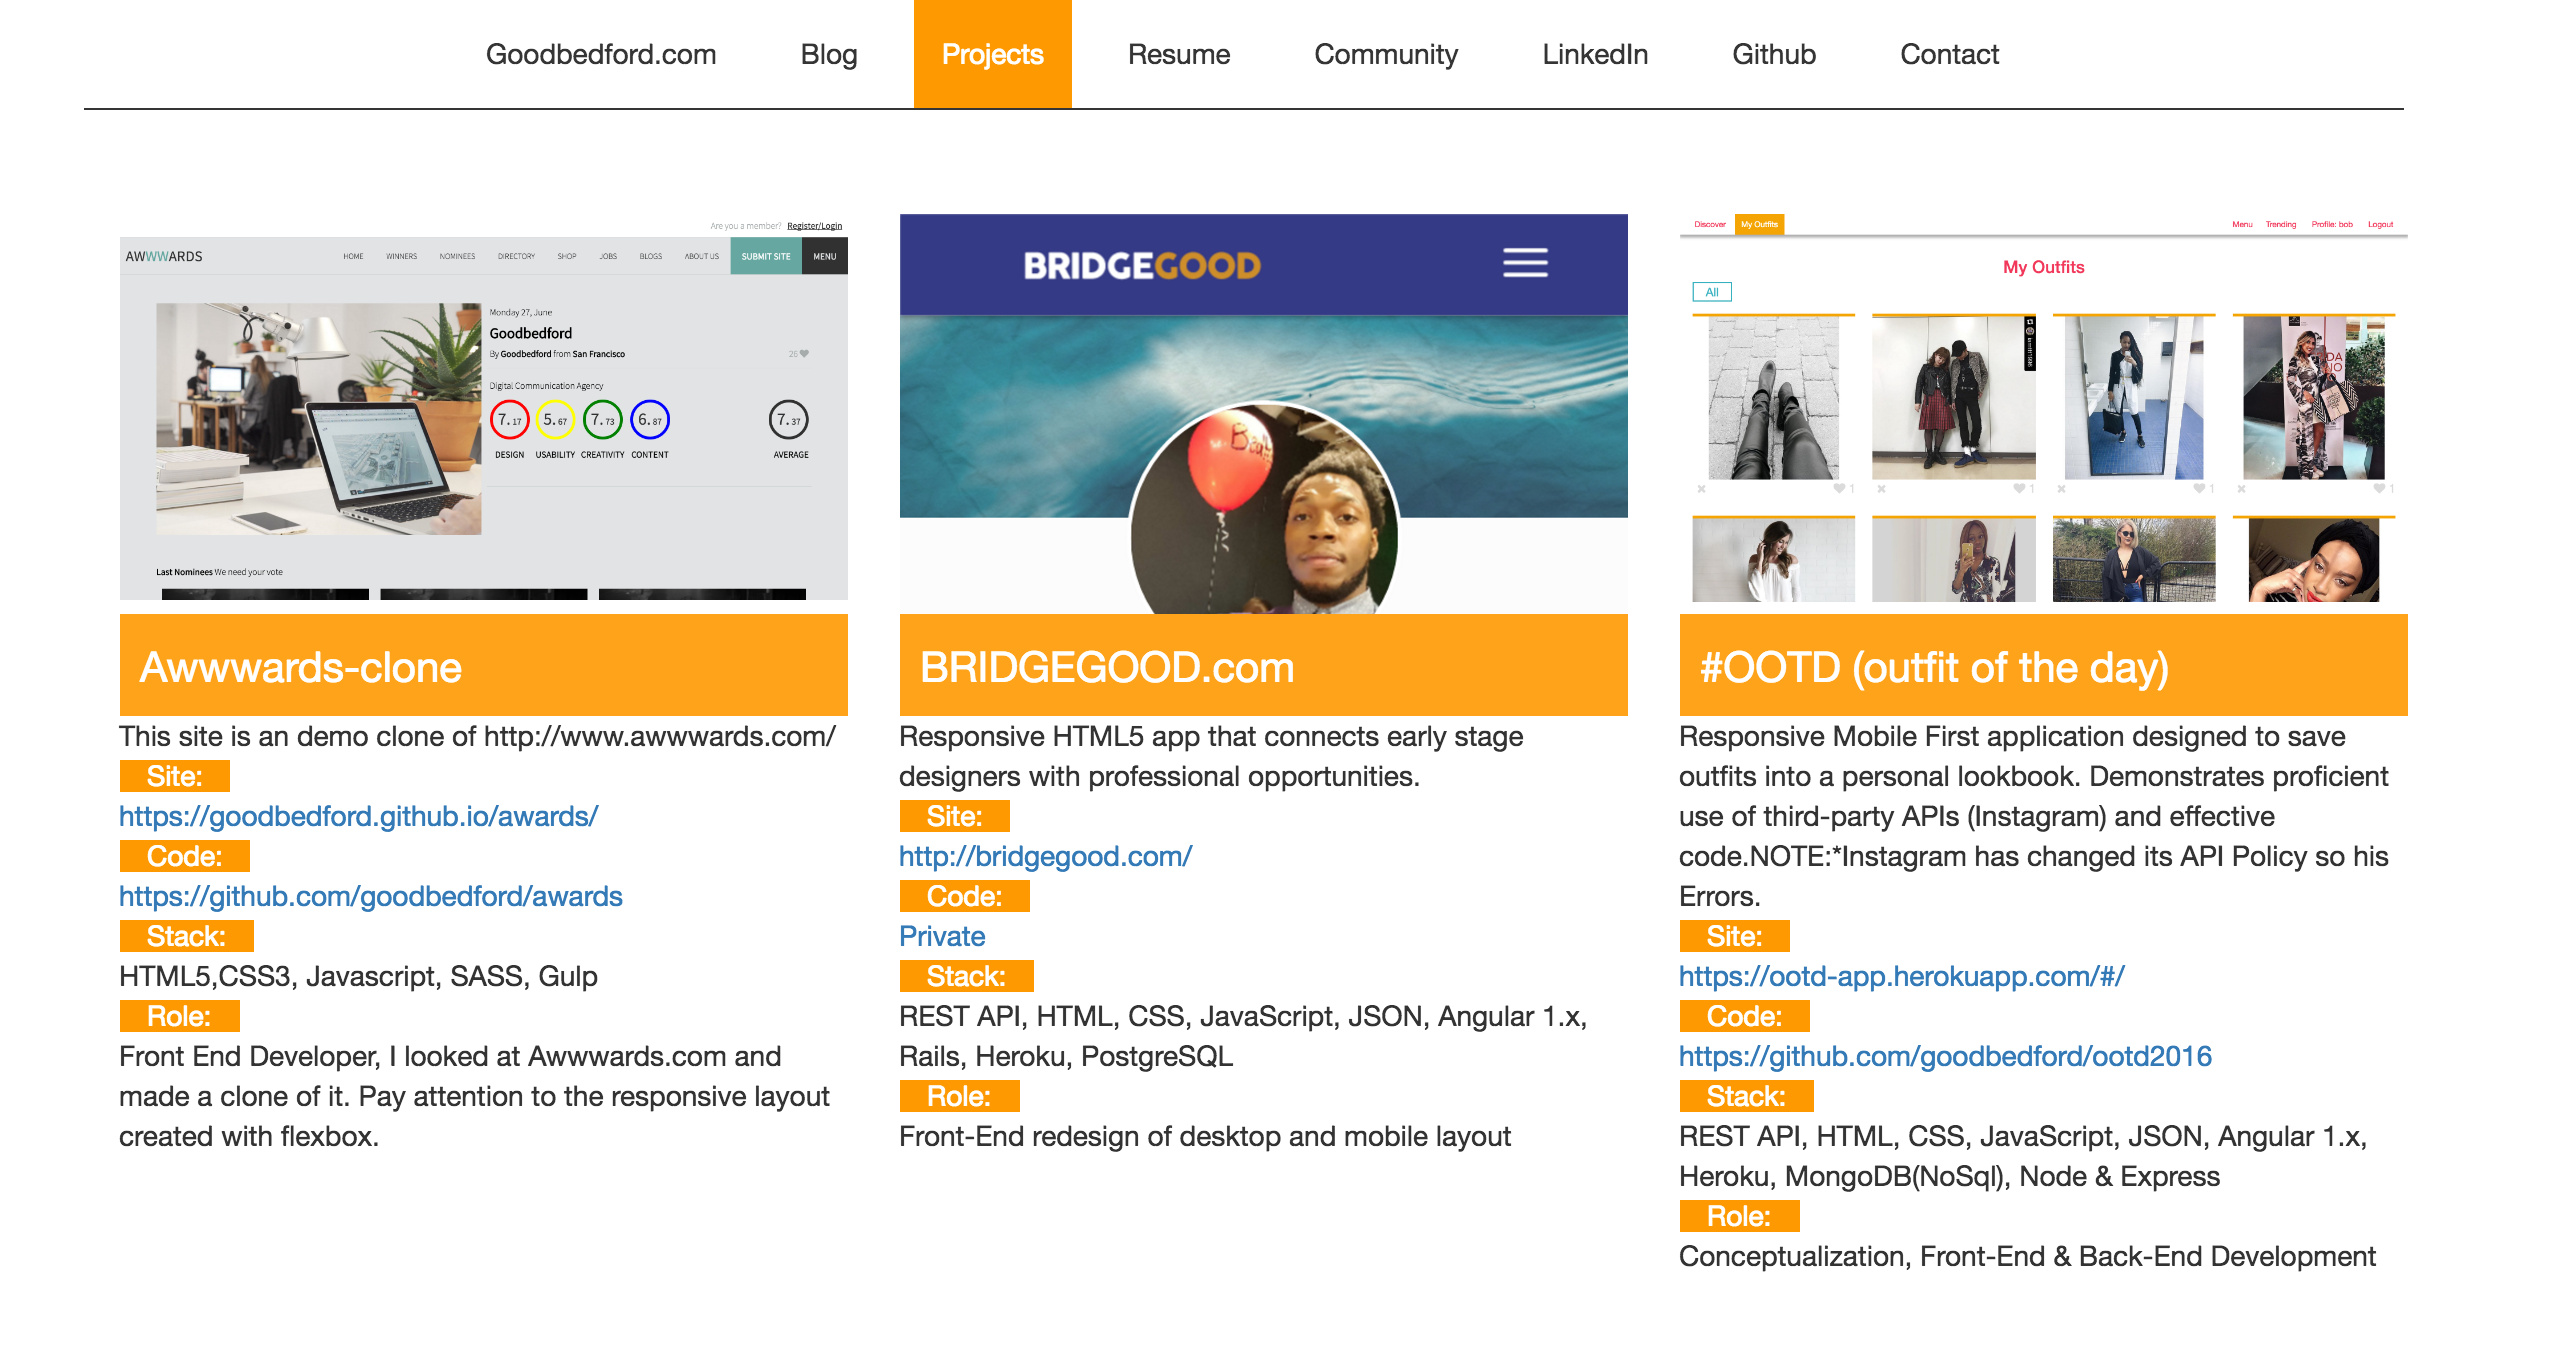 Goodbedford.com Blog Projects Resume Community LinkedIn Github Contact
Are you a member? Register/Login
AWWWARDS HOME WINNERS NOMINEES DIRECTORY SHOP JOBS BLOGS ABOUT US SUBMIT SITE MENU
Monday 27, June
Goodbedford
By Goodbedford from San Francisco 26
Digital Communication Agency
7.17 5.67 7.73 6.87 7.37
DESIGN USABILITY CREATIVITY CONTENT AVERAGE
Last Nominees We need your vote
Awwwards-clone
This site is an demo clone of http://www.awwwards.com/
Site:
https://goodbedford.github.io/awards/
Code:
https://github.com/goodbedford/awards
Stack:
HTML5,CSS3, Javascript, SASS, Gulp
Role:
Front End Developer, I looked at Awwwards.com and
made a clone of it. Pay attention to the responsive layout
created with flexbox.
BRIDGEGOOD
BRIDGEGOOD.com
Responsive HTML5 app that connects early stage
designers with professional opportunities.
Site:
http://bridgegood.com/
Code:
Private
Stack:
REST API, HTML, CSS, JavaScript, JSON, Angular 1.x,
Rails, Heroku, PostgreSQL
Role:
Front-End redesign of desktop and mobile layout
Discover My Outfits Menu Trending Profile: bob Logout
My Outfits
All
1 1 1 1
#OOTD (outfit of the day)
Responsive Mobile First application designed to save
outfits into a personal lookbook. Demonstrates proficient
use of third-party APIs (Instagram) and effective
code.NOTE:*Instagram has changed its API Policy so his
Errors.
Site:
https://ootd-app.herokuapp.com/#/
Code:
https://github.com/goodbedford/ootd2016
Stack:
REST API, HTML, CSS, JavaScript, JSON, Angular 1.x,
Heroku, MongoDB(NoSql), Node & Express
Role:
Conceptualization, Front-End & Back-End Development